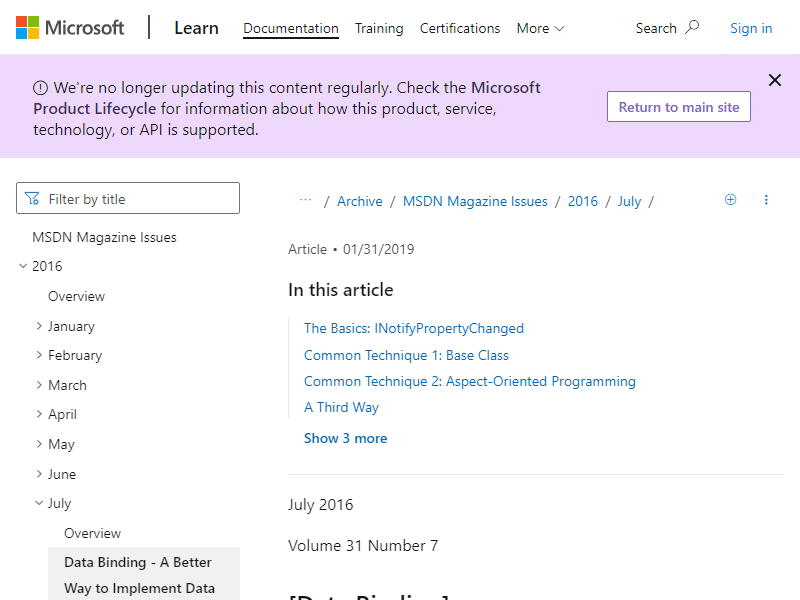 Microsoft | Learn Documentation Training Certifications More Search Sign in
We're no longer updating this content regularly. Check the Microsoft
Product Lifecycle for information about how this product, service,
technology, or API is supported.
Return to main site
Filter by title
MSDN Magazine Issues
2016
Overview
January
February
March
April
May
June
July
Overview
Data Binding - A Better
Way to Implement Data
... / Archive / MSDN Magazine Issues / 2016 / July /
Article • 01/31/2019
In this article
The Basics: INotifyPropertyChanged
Common Technique 1: Base Class
Common Technique 2: Aspect-Oriented Programming
A Third Way
Show 3 more
July 2016
Volume 31 Number 7
[Data Binding]